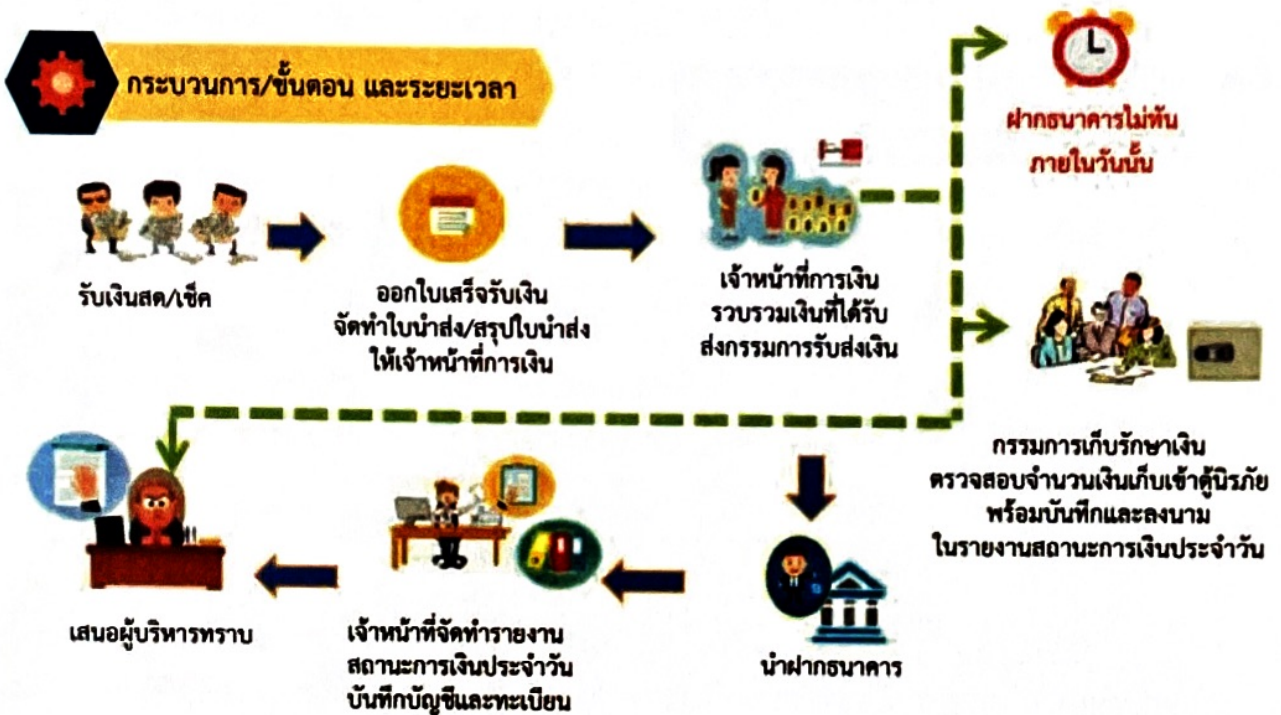 กระบวนการ/ขั้นตอน และระยะเวลา
ฝากธนาคารไม่ทัน
ภายในวันนั้น
รับเงินสด/เช็ค
ออกใบเสร็จรับเงิน
จัดทำใบนำส่ง/สรุปใบนำส่ง
ให้เจ้าหน้าที่การเงิน
เจ้าหน้าที่การเงิน
รวบรวมเงินที่ได้รับ
ส่งกรรมการรับส่งเงิน
กรรมการเก็บรักษาเงิน
ตรวจสอบจำนวนเงินเก็บเข้าตู้นิรภัย
พร้อมบันทึกและลงนาม
ในรายงานสถานะการเงินประจำวัน
นำฝากธนาคาร
เจ้าหน้าที่จัดทำรายงาน
สถานะการเงินประจำวัน
บันทึกบัญชีและทะเบียน
เสนอผู้บริหารทราบ